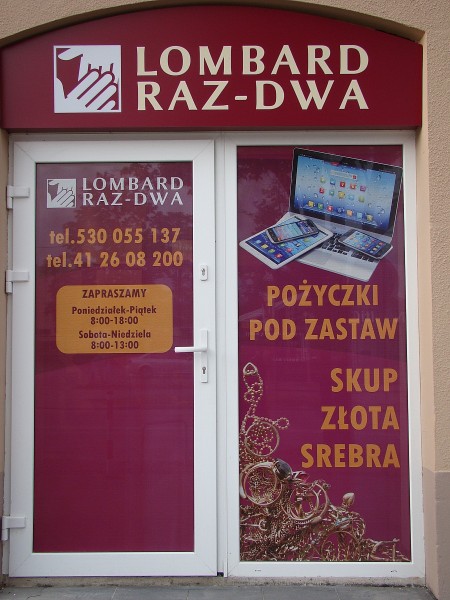 LOMBARD
RAZ-DWA
LOMBARD
RAZ-DWA
tel.530 055 137
tel.41 26 08 200
ZAPRASZAMY
Poniedziałek-Piątek
8:00-18:00
Sobota-Niedziela
8:00-13:00
POŻYCZKI
POD ZASTAW
SKUP
ZŁOTA
SREBRA